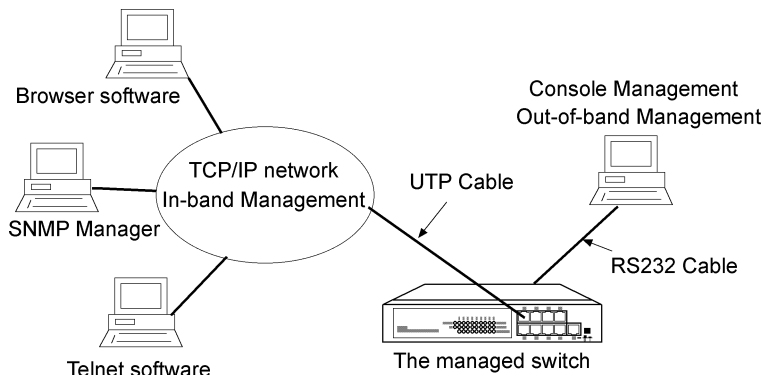 Browser software
Console Management
Out-of-band Management
TCP/IP network
In-band Management
UTP Cable
SNMP Manager
RS232 Cable
Telnet software
The managed switch